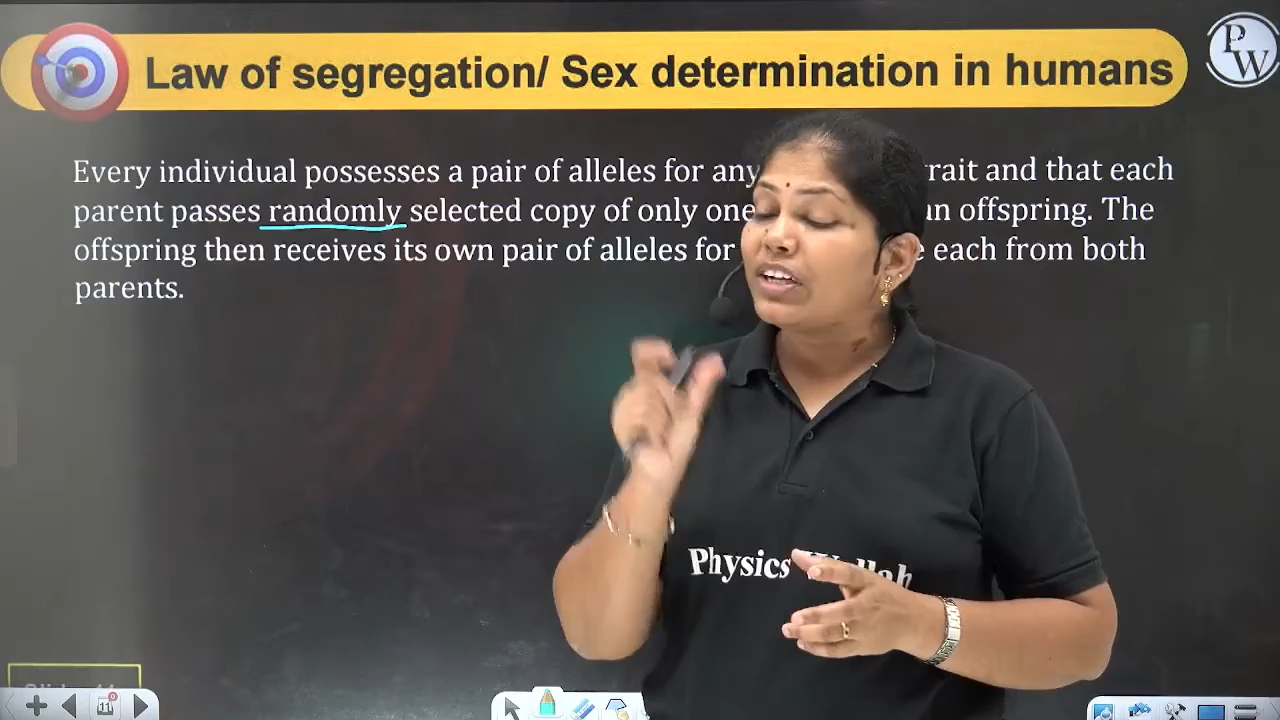 Law of segregation/ Sex determination in humans
PW
Every individual possesses a pair of alleles for any rait and that each
parent passes randomly selected copy of only one an offspring. The
offspring then receives its own pair of alleles for e each from both
parents.
Physics Wallah
11